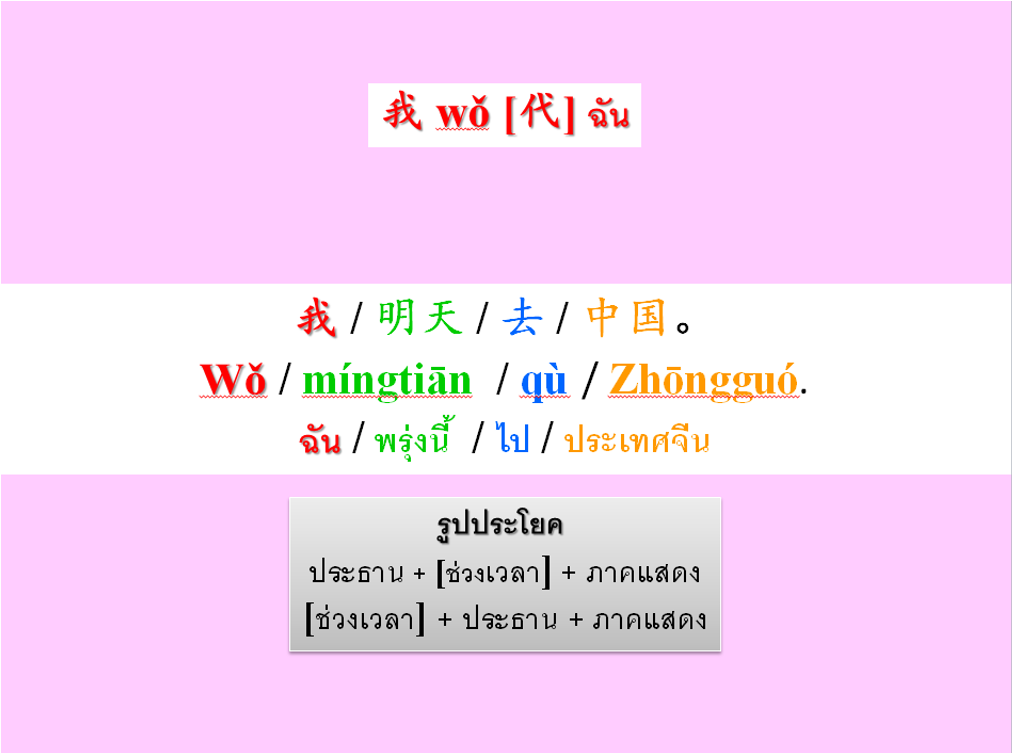 我 wǒ [代] ฉัน
我 / 明天 / 去 / 中国。
Wǒ / míngtiān / qù / Zhōngguó.
ฉัน / พรุ่งนี้ / ไป / ประเทศจีน
รูปประโยค
ประธาน + [ช่วงเวลา] + ภาคแสดง
[ช่วงเวลา] + ประธาน + ภาคแสดง